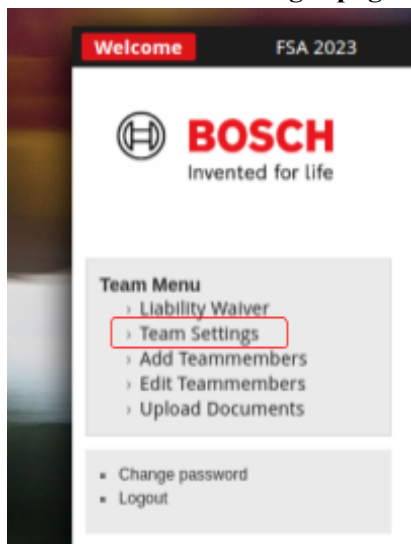 Welcome FSA 2023
BOSCH
Invented for life
Team Menu
› Liability Waiver
› Team Settings
› Add Teammembers
› Edit Teammembers
› Upload Documents
▪ Change password
▪ Logout